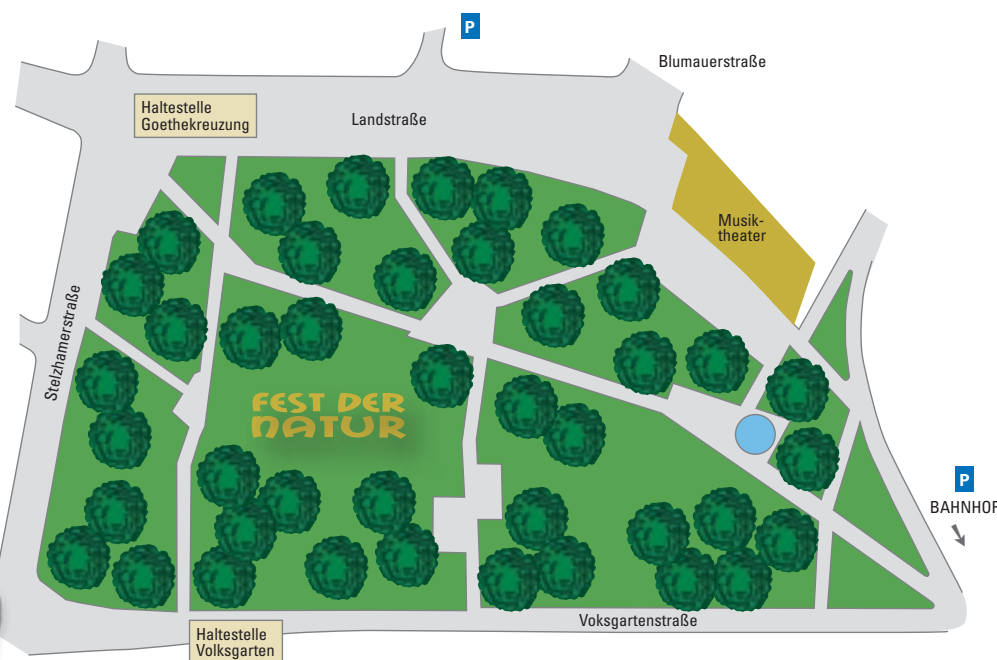 P
Blumauerstraße
Haltestelle
Goethekreuzung
Landstraße
Musik-
theater
Stelzhamerstraße
FEST DER
NATUR
P
BAHNHOF
Voksgartenstraße
Haltestelle
Volksgarten